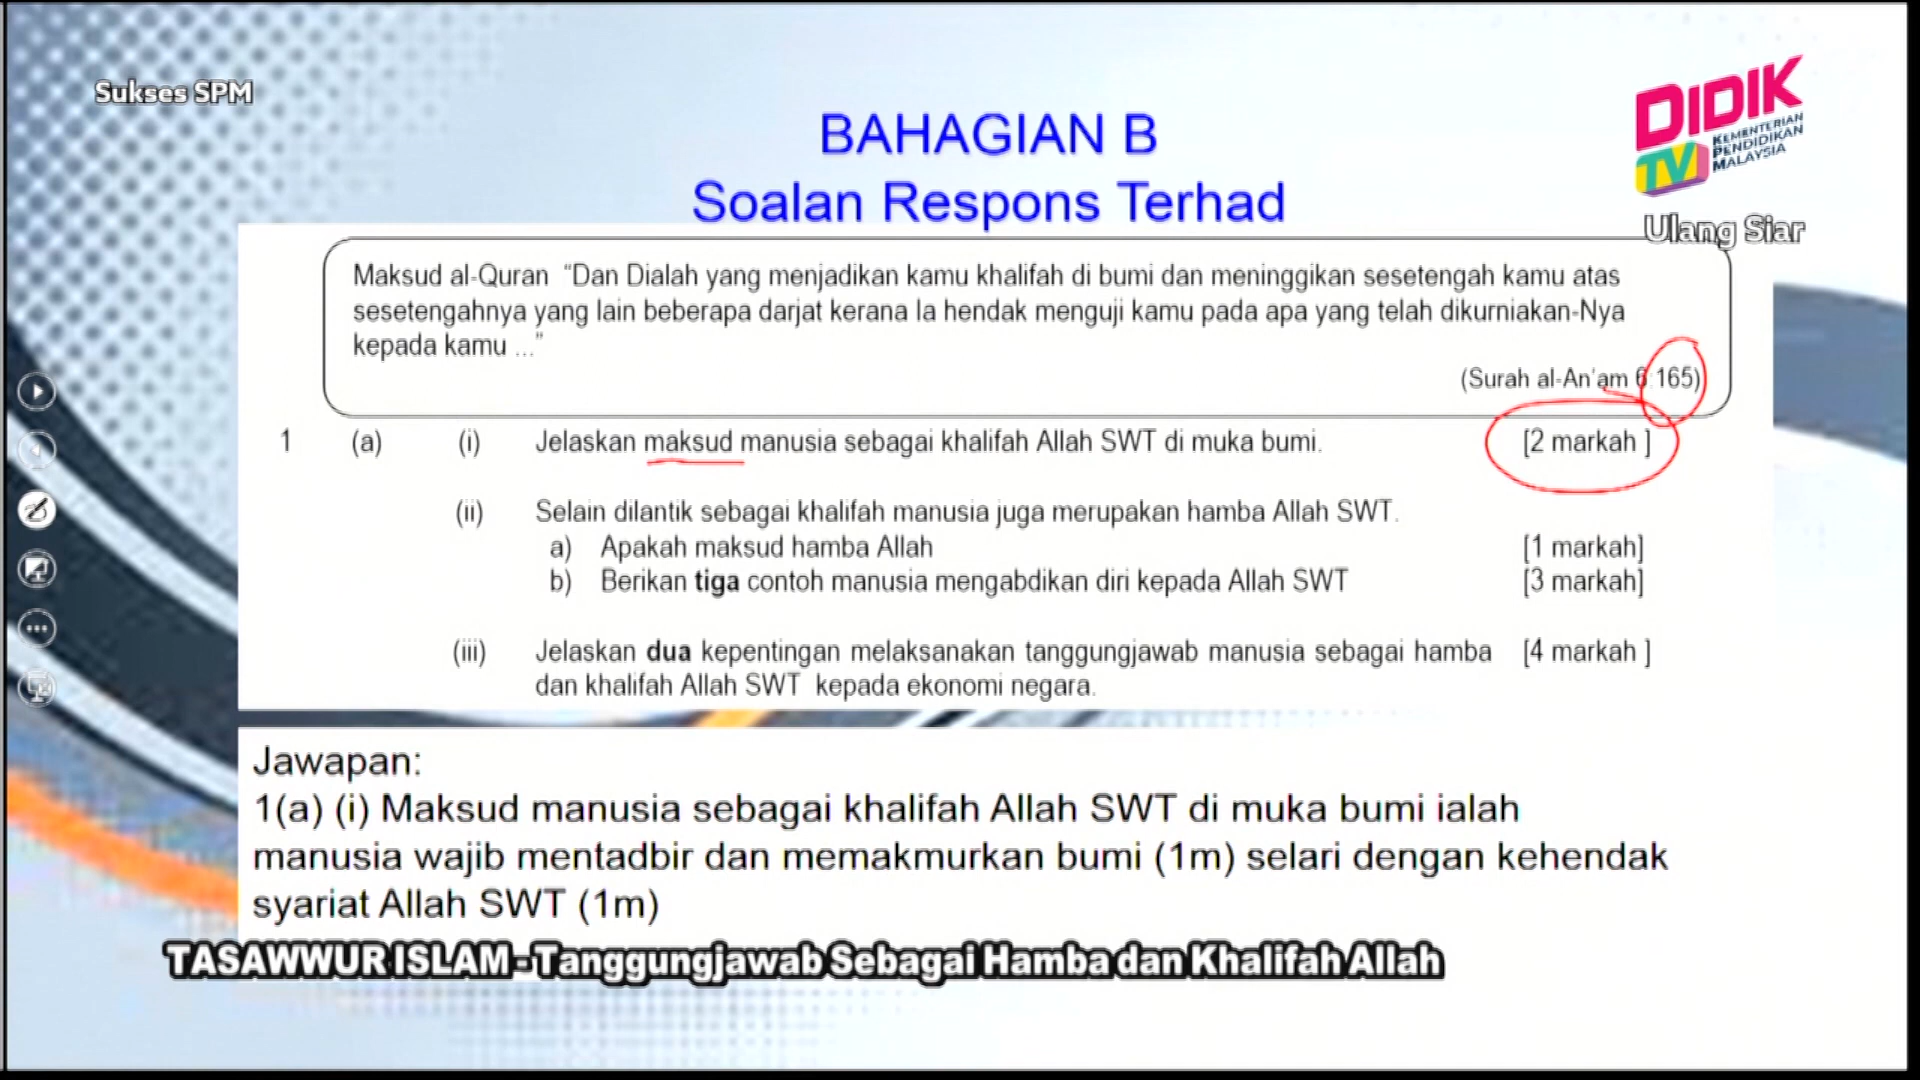 Sukses SPM
DIDIK
TV
KEMENTERIAN
PENDIDIKAN
MALAYSIA
Ulang Siar
BAHAGIAN B
Soalan Respons Terhad
Maksud al-Quran “Dan Dialah yang menjadikan kamu khalifah di bumi dan meninggikan sesetengah kamu atas
sesetengahnya yang lain beberapa darjat kerana Ia hendak menguji kamu pada apa yang telah dikurniakan-Nya
kepada kamu ...”
(Surah al-An’am 6:165)
1 (a) (i) Jelaskan maksud manusia sebagai khalifah Allah SWT di muka bumi. [2 markah ]
(ii) Selain dilantik sebagai khalifah manusia juga merupakan hamba Allah SWT.
a) Apakah maksud hamba Allah [1 markah]
b) Berikan tiga contoh manusia mengabdikan diri kepada Allah SWT [3 markah]
(iii) Jelaskan dua kepentingan melaksanakan tanggungjawab manusia sebagai hamba [4 markah ]
dan khalifah Allah SWT kepada ekonomi negara.
Jawapan:
1(a) (i) Maksud manusia sebagai khalifah Allah SWT di muka bumi ialah
manusia wajib mentadbir dan memakmurkan bumi (1m) selari dengan kehendak
syariat Allah SWT (1m)
TASAWWUR ISLAM - Tanggungjawab Sebagai Hamba dan Khalifah Allah